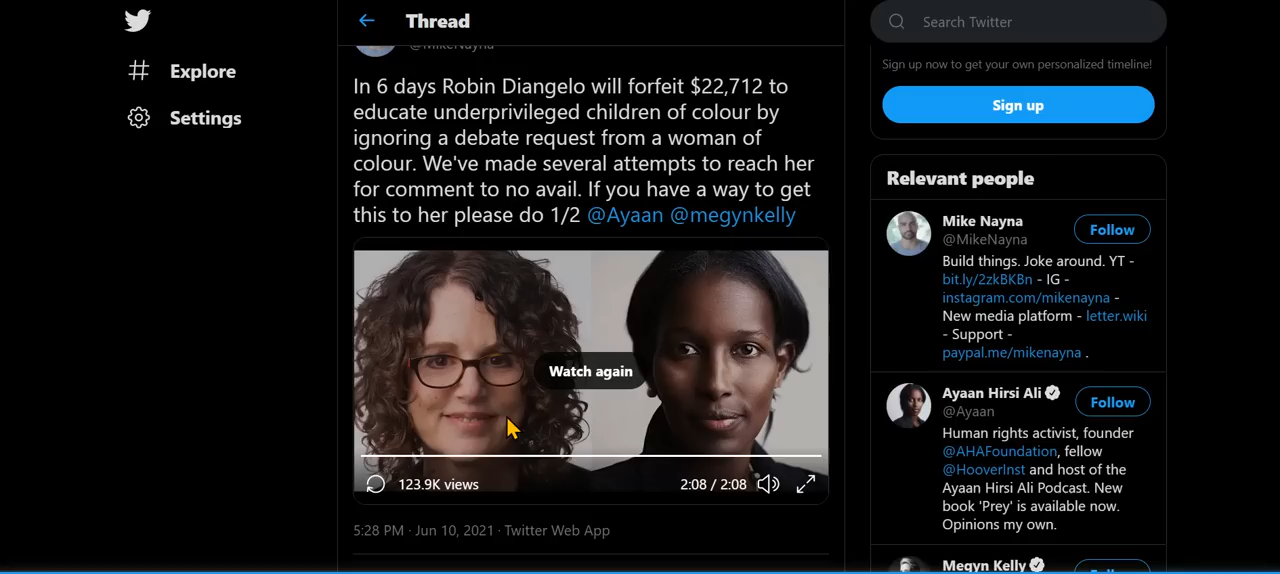 Explore
Settings
Thread
@MikeNayna
In 6 days Robin Diangelo will forfeit $22,712 to
educate underprivileged children of colour by
ignoring a debate request from a woman of
colour. We've made several attempts to reach her
for comment to no avail. If you have a way to get
this to her please do 1/2 @Ayaan @megynkelly
Watch again
123.9K views
2:08 / 2:08
5:28 PM · Jun 10, 2021 · Twitter Web App
Search Twitter
Sign up now to get your own personalized timeline!
Sign up
Relevant people
Mike Nayna
@MikeNayna
Follow
Build things. Joke around. YT -
bit.ly/2zkBKBn - IG -
instagram.com/mikenayna -
New media platform - letter.wiki
- Support -
paypal.me/mikenayna .
Ayaan Hirsi Ali
@Ayaan
Follow
Human rights activist, founder
@AHAFoundation, fellow
@HooverInst and host of the
Ayaan Hirsi Ali Podcast. New
book 'Prey' is available now.
Opinions my own.
Megyn Kelly